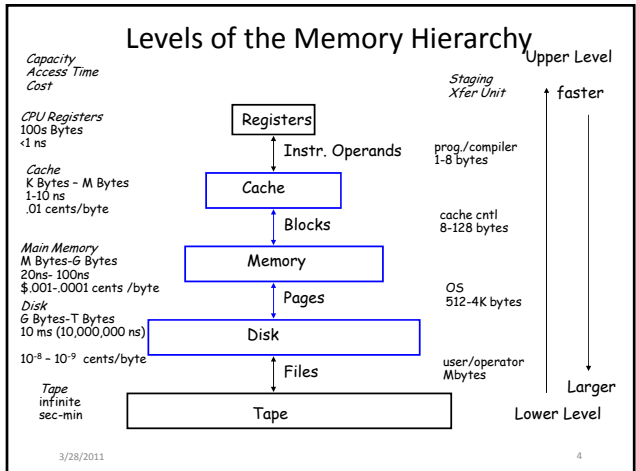 Levels of the Memory Hierarchy
Capacity
Access Time
Cost
CPU Registers
100s Bytes
<1 ns
Cache
K Bytes – M Bytes
1-10 ns
.01 cents/byte
Main Memory
M Bytes-G Bytes
20ns- 100ns
$.001-.0001 cents /byte
Disk
G Bytes-T Bytes
10 ms (10,000,000 ns)
10⁻⁸ – 10⁻⁹ cents/byte
Tape
infinite
sec-min
Registers
Instr. Operands
Cache
Blocks
Memory
Pages
Disk
Files
Tape
Staging
Xfer Unit
prog./compiler
1-8 bytes
cache cntl
8-128 bytes
OS
512-4K bytes
user/operator
Mbytes
Upper Level
faster
Larger
Lower Level
3/28/2011
4